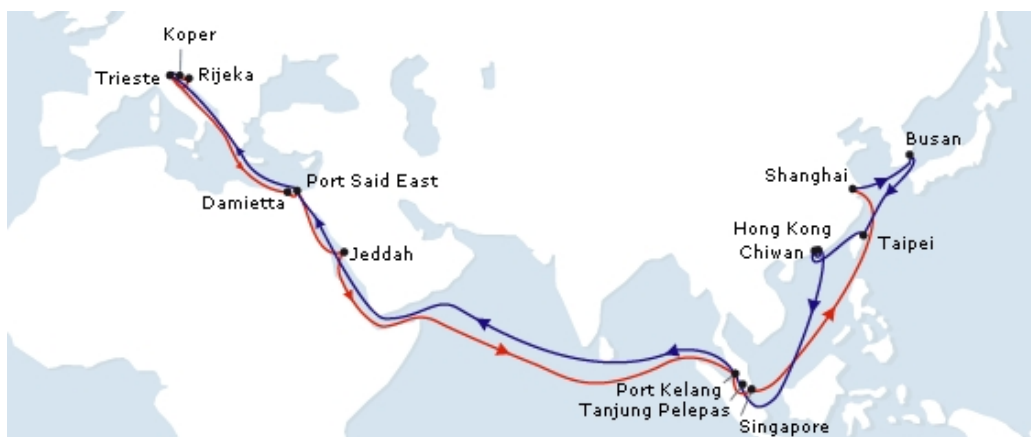 Koper
Trieste
Rijeka
Busan
Shanghai
Port Said East
Damietta
Hong Kong
Chiwan
Taipei
Jeddah
Port Kelang
Tanjung Pelepas
Singapore